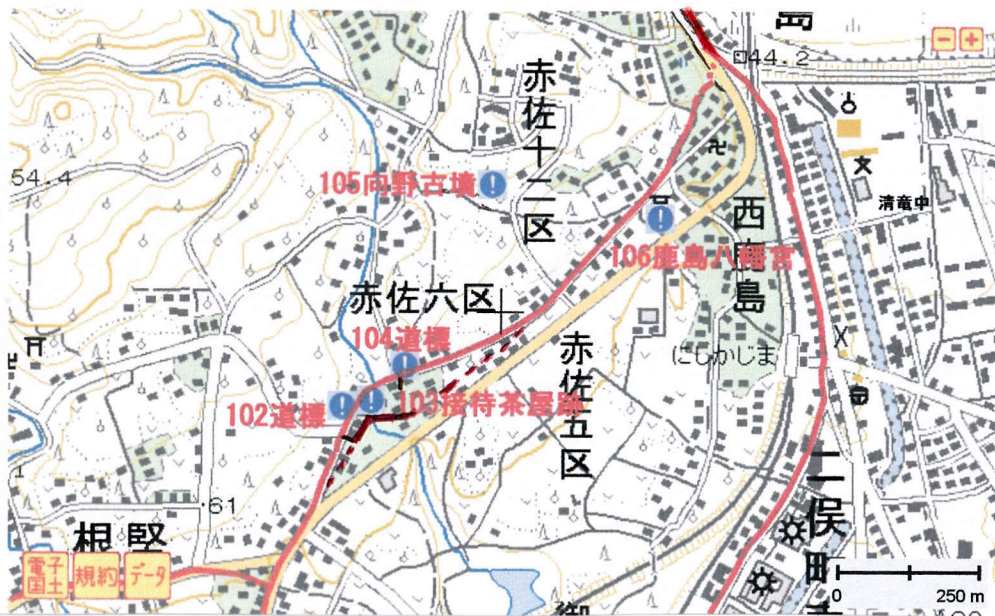 島
44.2
赤佐十二区
54.4
105向野古墳
清竜中
西鹿島
106鹿島八幡宮
赤佐六区
104道標
赤佐五区
にしかじま
102道標
103接待茶屋跡
61
根堅
二俣町
電子国土
規約
データ
0
250 m